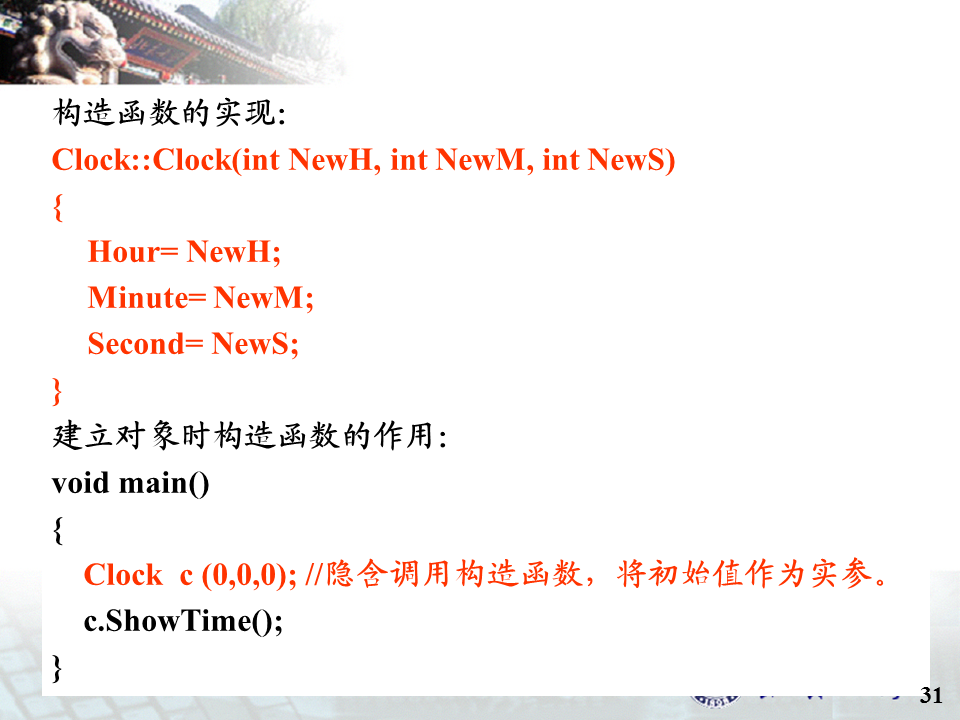 构造函数的实现：
Clock::Clock(int NewH, int NewM, int NewS)
{
Hour= NewH;
Minute= NewM;
Second= NewS;
}
建立对象时构造函数的作用：
void main()
{
Clock  c (0,0,0); //隐含调用构造函数，将初始值作为实参。
c.ShowTime();
}
31